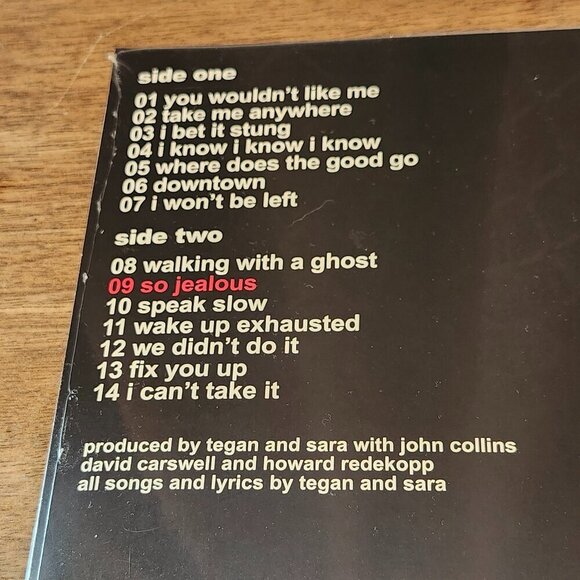 side one
01 you wouldn't like me
02 take me anywhere
03 i bet it stung
04 i know i know i know
05 where does the good go
06 downtown
07 i won't be left
side two
08 walking with a ghost
09 so jealous
10 speak slow
11 wake up exhausted
12 we didn't do it
13 fix you up
14 i can't take it
produced by tegan and sara with john collins
david carswell and howard redekopp
all songs and lyrics by tegan and sara